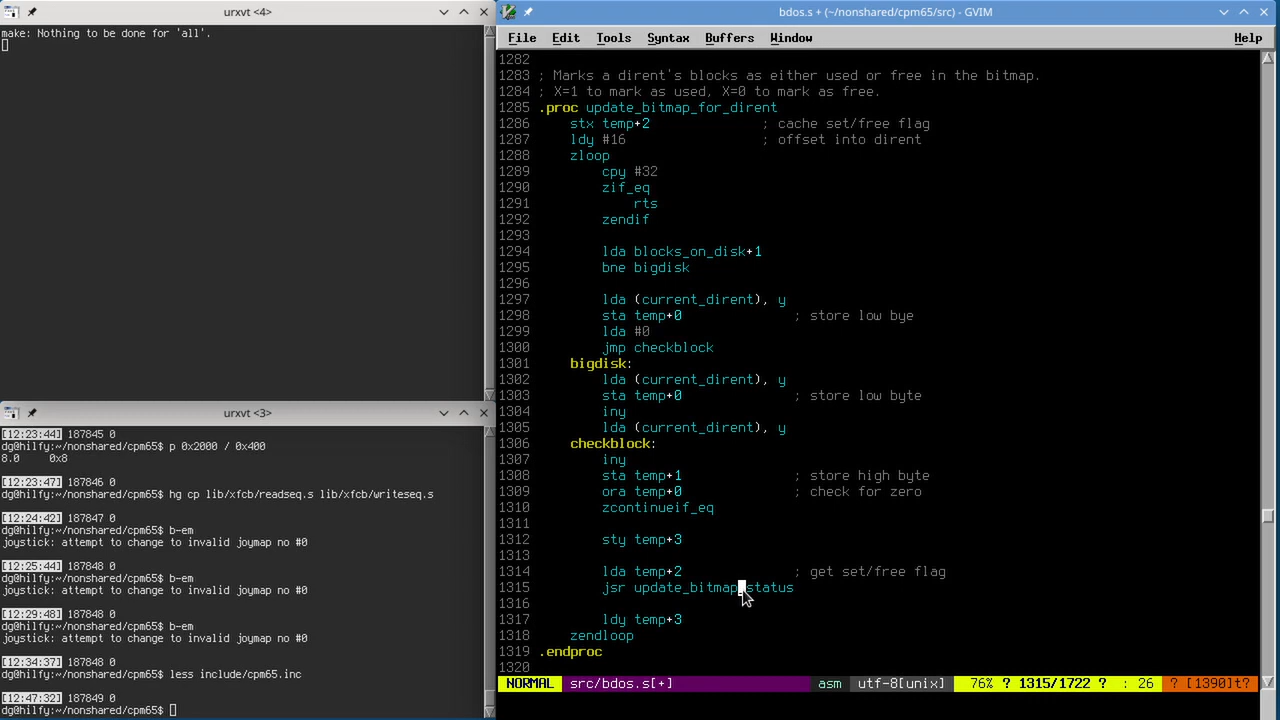 urxvt <4>
make: Nothing to be done for 'all'.
urxvt <3>
[12:23:44] 187845 0
dg@hilfy:~/nonshared/cpm65$ p 0x2000 / 0x400
8.0 0x8
[12:23:47] 187846 0
dg@hilfy:~/nonshared/cpm65$ hg cp lib/xfcb/readseq.s lib/xfcb/writeseq.s
[12:24:42] 187847 0
dg@hilfy:~/nonshared/cpm65$ b-em
joystick: attempt to change to invalid joymap no #0
[12:25:44] 187848 0
dg@hilfy:~/nonshared/cpm65$ b-em
joystick: attempt to change to invalid joymap no #0
[12:29:48] 187848 0
dg@hilfy:~/nonshared/cpm65$ b-em
joystick: attempt to change to invalid joymap no #0
[12:34:37] 187848 0
dg@hilfy:~/nonshared/cpm65$ less include/cpm65.inc
[12:47:32] 187849 0
dg@hilfy:~/nonshared/cpm65$
bdos.s + (~/nonshared/cpm65/src) - GVIM
File Edit Tools Syntax Buffers Window Help
1282
1283 ; Marks a dirent's blocks as either used or free in the bitmap.
1284 ; X=1 to mark as used, X=0 to mark as free.
1285 .proc update_bitmap_for_dirent
1286 stx temp+2 ; cache set/free flag
1287 ldy #16 ; offset into dirent
1288 zloop
1289 cpy #32
1290 zif_eq
1291 rts
1292 zendif
1293
1294 lda blocks_on_disk+1
1295 bne bigdisk
1296
1297 lda (current_dirent), y
1298 sta temp+0 ; store low bye
1299 lda #0
1300 jmp checkblock
1301 bigdisk:
1302 lda (current_dirent), y
1303 sta temp+0 ; store low byte
1304 iny
1305 lda (current_dirent), y
1306 checkblock:
1307 iny
1308 sta temp+1 ; store high byte
1309 ora temp+0 ; check for zero
1310 zcontinueif_eq
1311
1312 sty temp+3
1313
1314 lda temp+2 ; get set/free flag
1315 jsr update_bitmap_status
1316
1317 ldy temp+3
1318 zendloop
1319 .endproc
1320
NORMAL src/bdos.s[+] asm utf-8[unix] 76% ? 1315/1722 ? : 26 ? [1390]t?